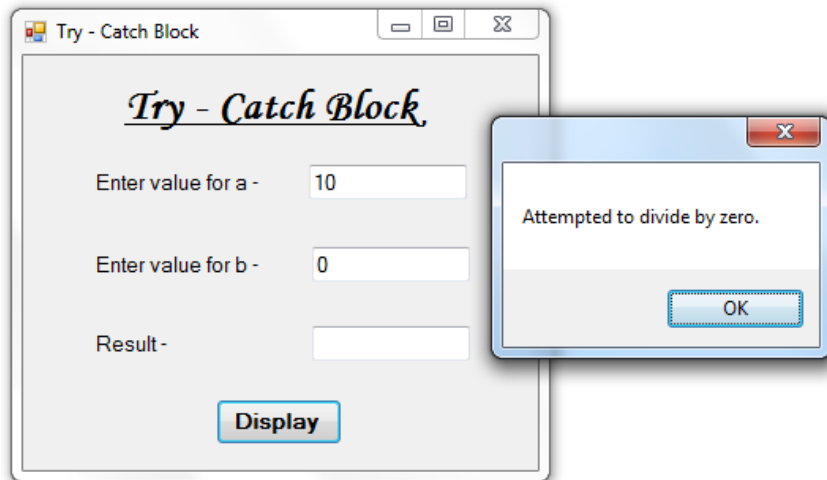 Try - Catch Block
Try - Catch Block
Enter value for a - 10
Enter value for b - 0
Result -
Display
Attempted to divide by zero.
OK